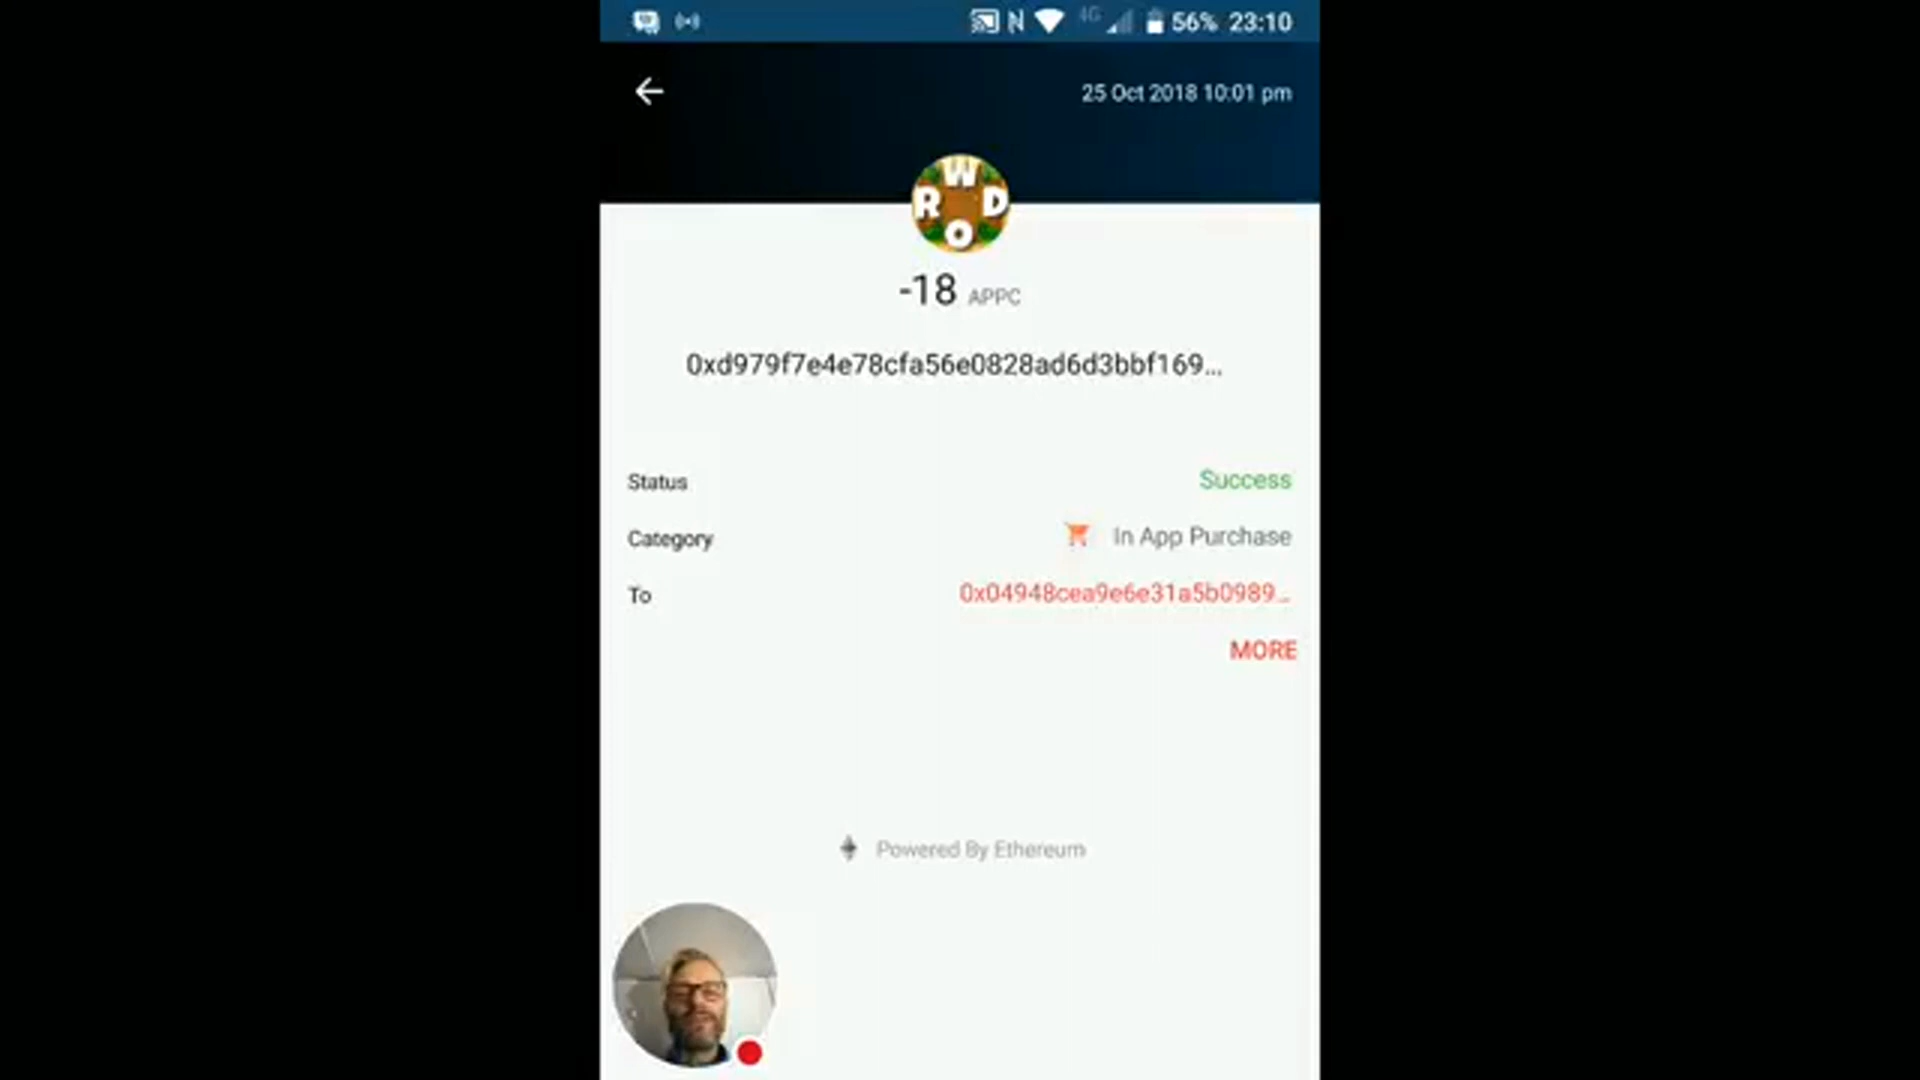 4G 56% 23:10
25 Oct 2018 10:01 pm
W
R D
O
-18 APPC
0xd979f7e4e78cfa56e0828ad6d3bbf169...
Status Success
Category In App Purchase
To 0x04948cea9e6e31a5b0989...
MORE
Powered By Ethereum